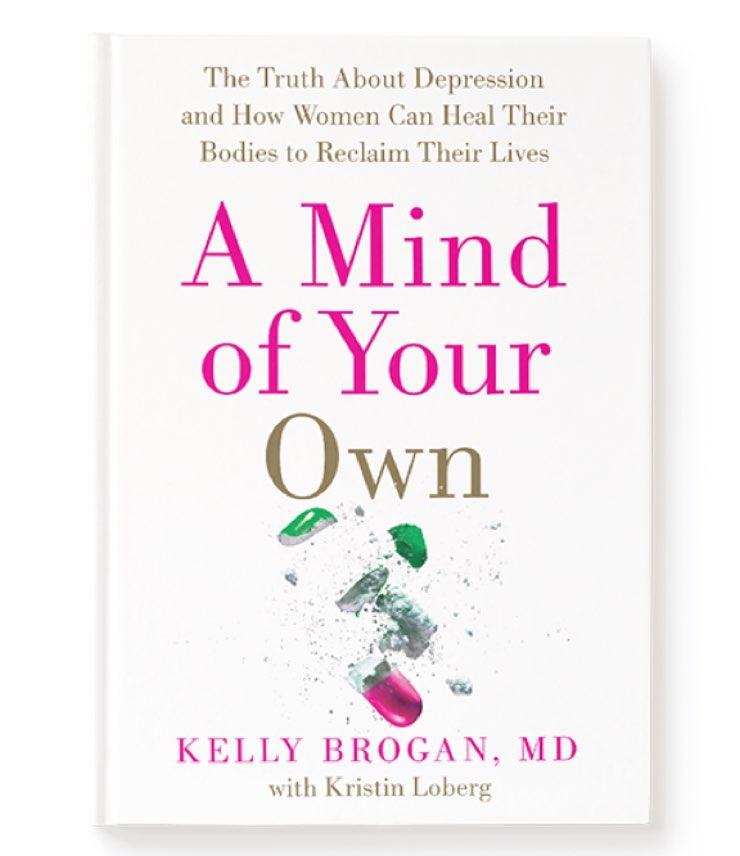 The Truth About Depression
and How Women Can Heal Their
Bodies to Reclaim Their Lives
A Mind
of Your
Own
KELLY BROGAN, MD
with Kristin Loberg